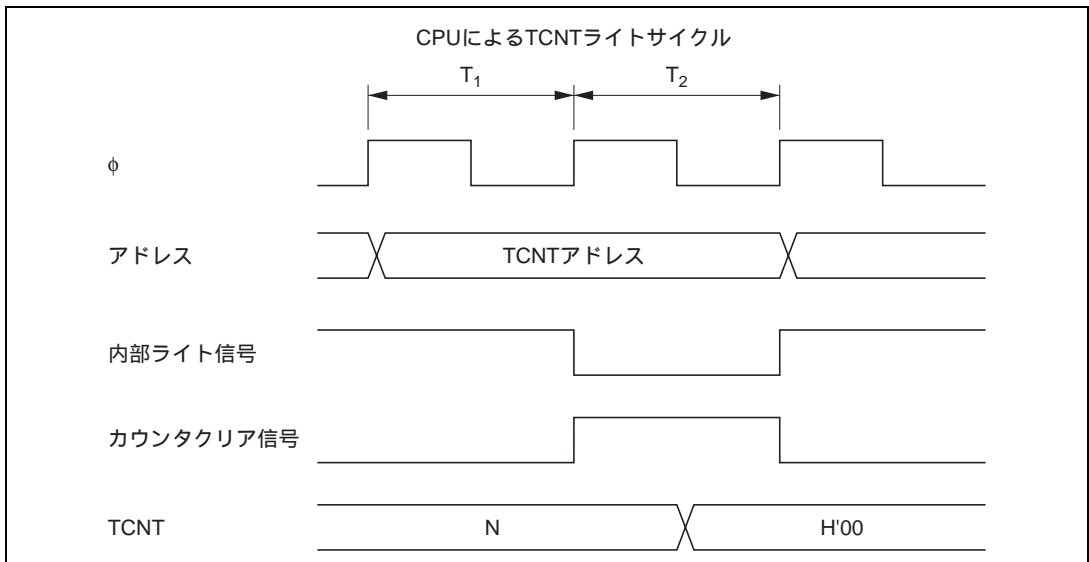 CPUによるTCNTライトサイクル
T₁ T₂
φ
アドレス TCNTアドレス
内部ライト信号
カウンタクリア信号
TCNT N H'00